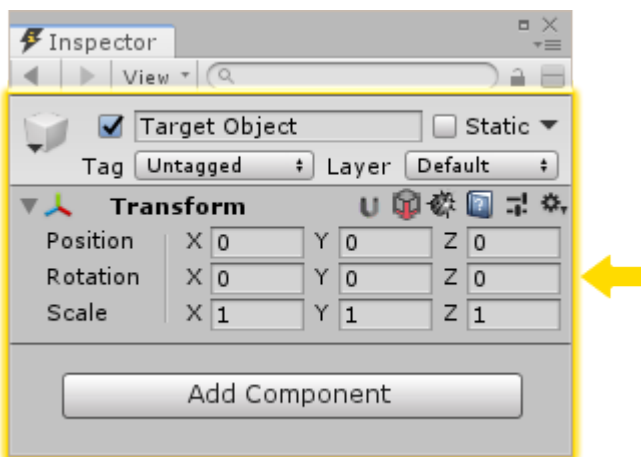 Inspector
View
Target Object Static
Tag Untagged Layer Default
Transform
Position X 0 Y 0 Z 0
Rotation X 0 Y 0 Z 0
Scale X 1 Y 1 Z 1
Add Component